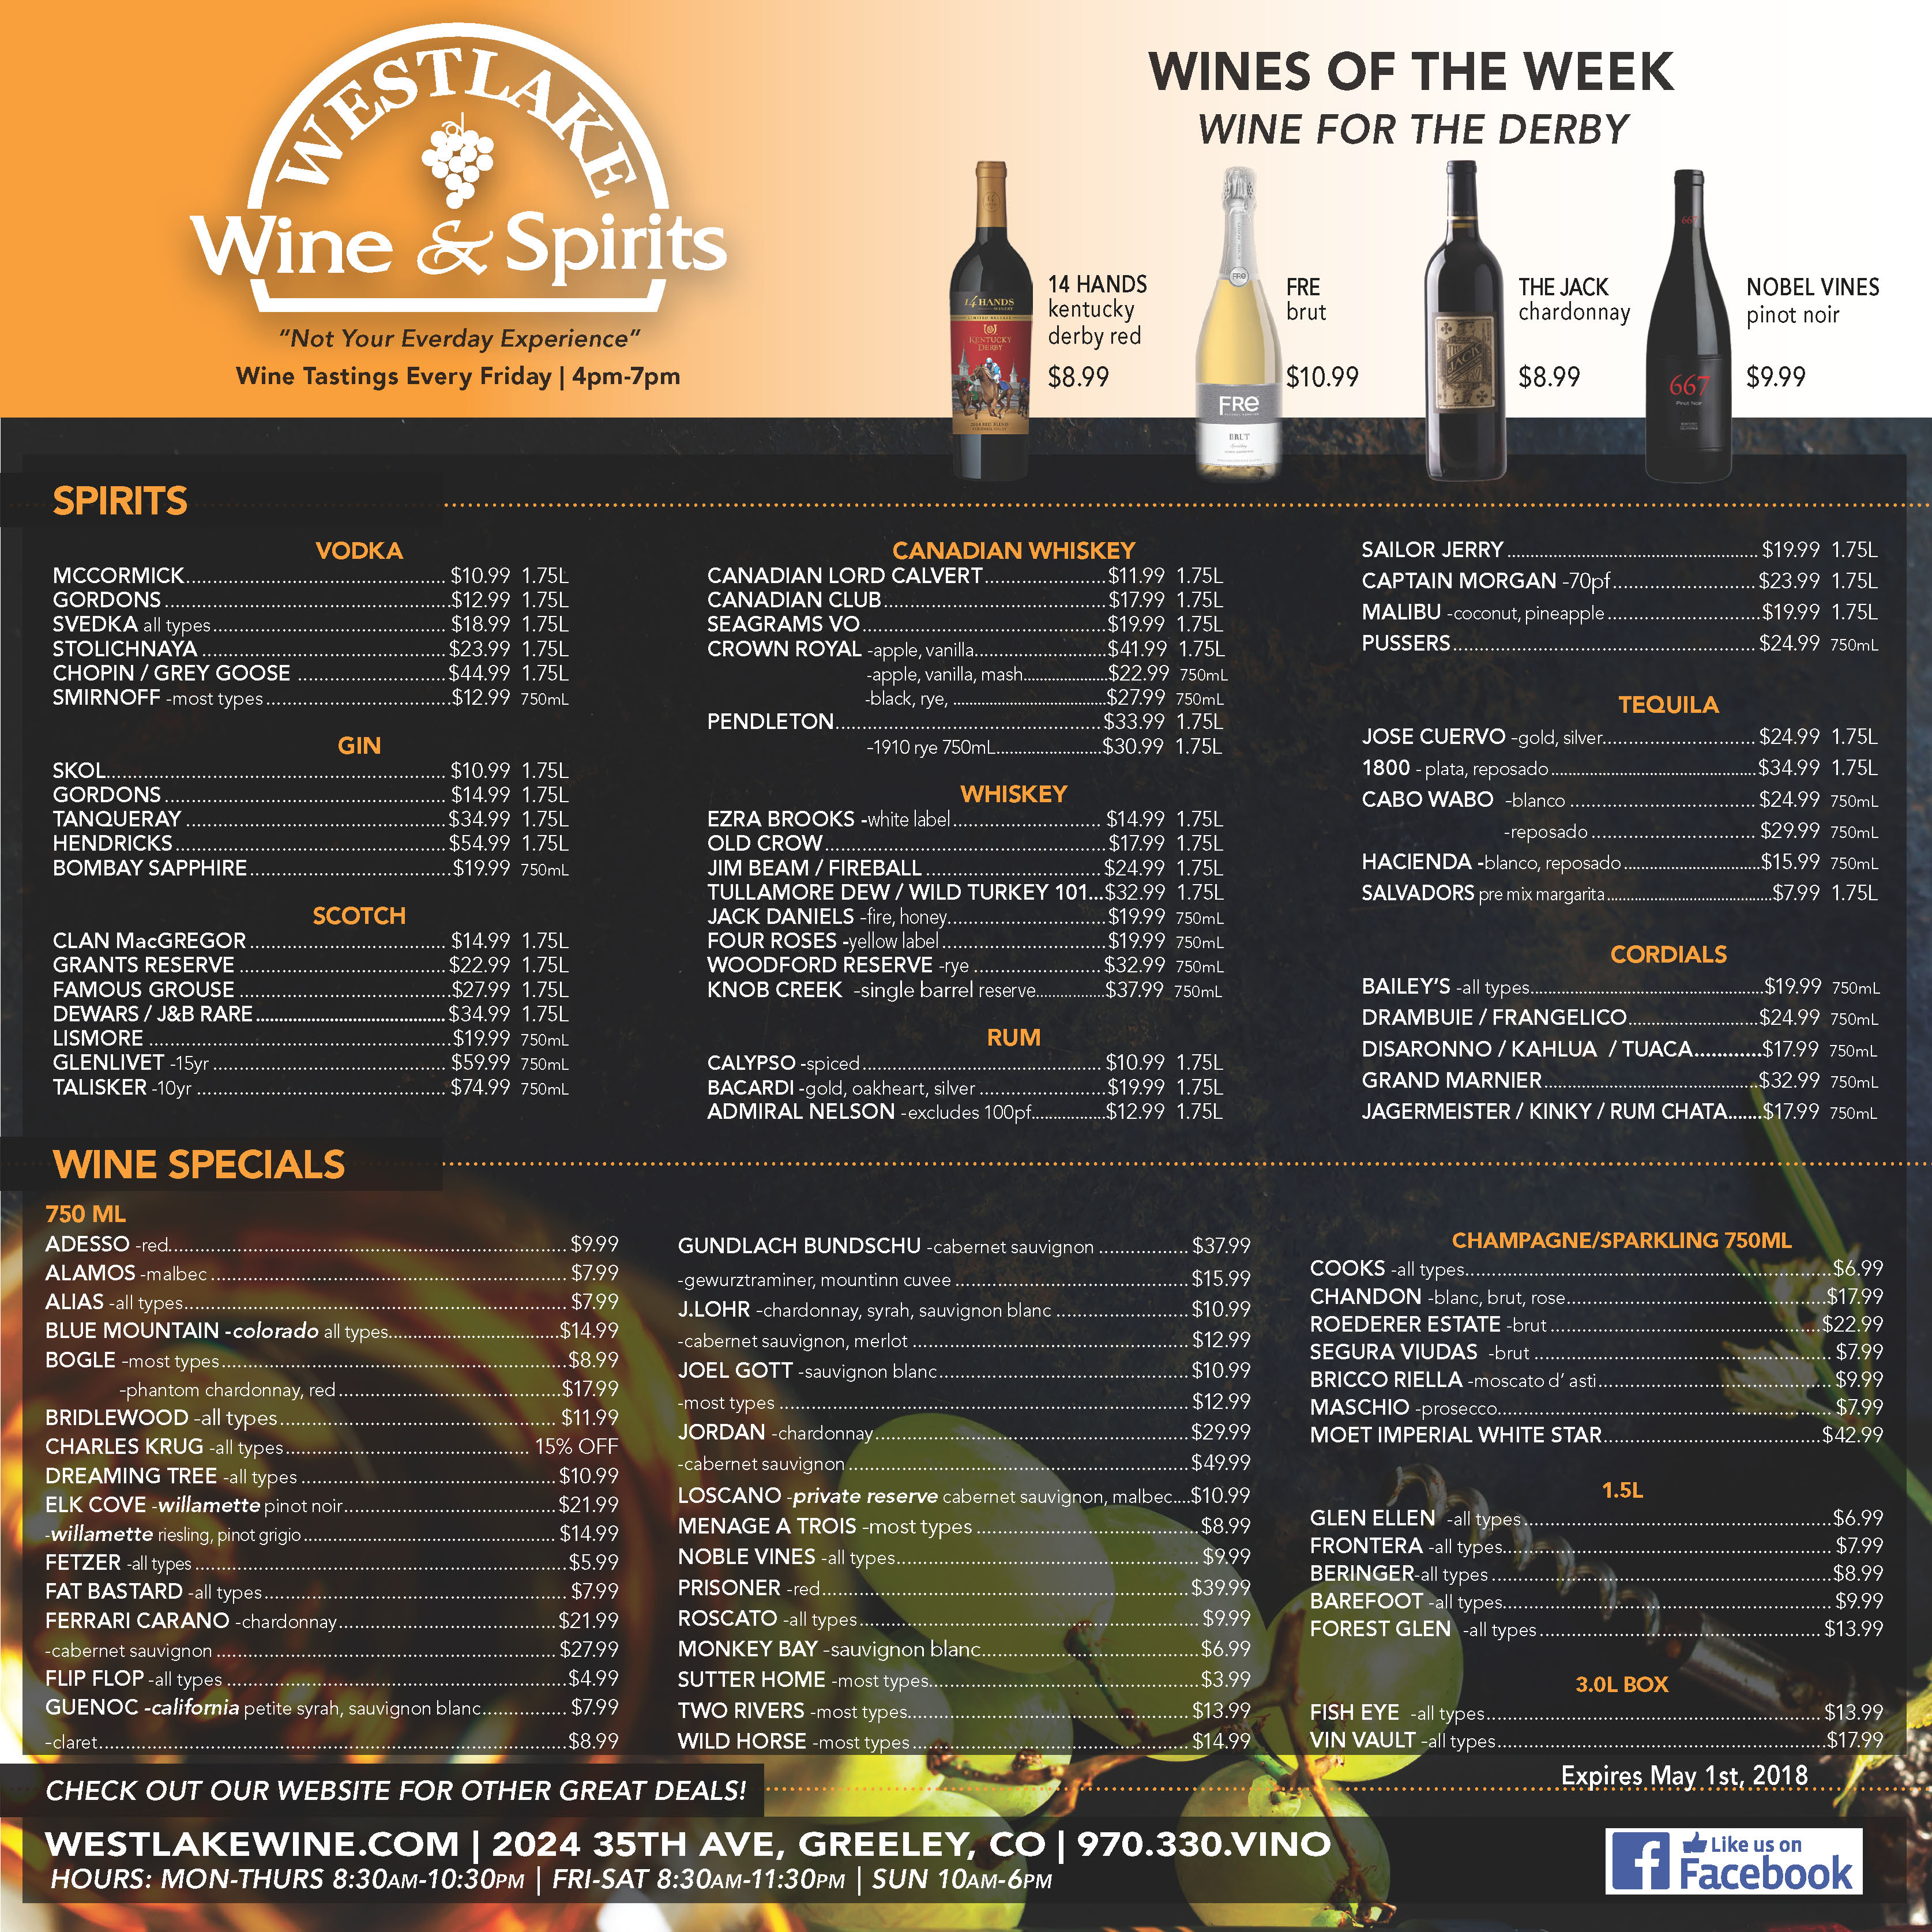 WESTLAKE
Wine & Spirits
"Not Your Everday Experience"
Wine Tastings Every Friday | 4pm-7pm
WINES OF THE WEEK
WINE FOR THE DERBY
14 HANDS
WINERY
LIMITED RELEASE
KENTUCKY
DERBY
2014 RED BLEND
14 HANDS
kentucky
derby red
$8.99
FRE
FRE
BRUT
FRE
brut
$10.99
THE
JACK
THE JACK
chardonnay
$8.99
667
667
Pinot Noir
NOBEL VINES
pinot noir
$9.99
SPIRITS
VODKA
MCCORMICK $10.99 1.75L
GORDONS $12.99 1.75L
SVEDKA all types $18.99 1.75L
STOLICHNAYA $23.99 1.75L
CHOPIN / GREY GOOSE $44.99 1.75L
SMIRNOFF -most types $12.99 750mL
GIN
SKOL $10.99 1.75L
GORDONS $14.99 1.75L
TANQUERAY $34.99 1.75L
HENDRICKS $54.99 1.75L
BOMBAY SAPPHIRE $19.99 750mL
SCOTCH
CLAN MacGREGOR $14.99 1.75L
GRANTS RESERVE $22.99 1.75L
FAMOUS GROUSE $27.99 1.75L
DEWARS / J&B RARE $34.99 1.75L
LISMORE $19.99 750mL
GLENLIVET -15yr $59.99 750mL
TALISKER -10yr $74.99 750mL
CANADIAN WHISKEY
CANADIAN LORD CALVERT $11.99 1.75L
CANADIAN CLUB $17.99 1.75L
SEAGRAMS VO $19.99 1.75L
CROWN ROYAL -apple, vanilla $41.99 1.75L
-apple, vanilla, mash $22.99 750mL
-black, rye, $27.99 750mL
PENDLETON $33.99 1.75L
-1910 rye 750mL $30.99 1.75L
WHISKEY
EZRA BROOKS -white label $14.99 1.75L
OLD CROW $17.99 1.75L
JIM BEAM / FIREBALL $24.99 1.75L
TULLAMORE DEW / WILD TURKEY 101...$32.99 1.75L
JACK DANIELS -fire, honey $19.99 750mL
FOUR ROSES -yellow label $19.99 750mL
WOODFORD RESERVE -rye $32.99 750mL
KNOB CREEK -single barrel reserve $37.99 750mL
RUM
CALYPSO -spiced $10.99 1.75L
BACARDI -gold, oakheart, silver $19.99 1.75L
ADMIRAL NELSON -excludes 100pf $12.99 1.75L
SAILOR JERRY $19.99 1.75L
CAPTAIN MORGAN -70pf $23.99 1.75L
MALIBU -coconut, pineapple $19.99 1.75L
PUSSERS $24.99 750mL
TEQUILA
JOSE CUERVO -gold, silver $24.99 1.75L
1800 - plata, reposado $34.99 1.75L
CABO WABO -blanco $24.99 750mL
-reposado $29.99 750mL
HACIENDA -blanco, reposado $15.99 750mL
SALVADORS pre mix margarita $7.99 1.75L
CORDIALS
BAILEY'S -all types $19.99 750mL
DRAMBUIE / FRANGELICO $24.99 750mL
DISARONNO / KAHLUA / TUACA $17.99 750mL
GRAND MARNIER $32.99 750mL
JAGERMEISTER / KINKY / RUM CHATA $17.99 750mL
WINE SPECIALS
750 ML
ADESSO -red $9.99
ALAMOS -malbec $7.99
ALIAS -all types $7.99
BLUE MOUNTAIN -colorado all types $14.99
BOGLE -most types $8.99
-phantom chardonnay, red $17.99
BRIDLEWOOD -all types $11.99
CHARLES KRUG -all types 15% OFF
DREAMING TREE -all types $10.99
ELK COVE -willamette pinot noir $21.99
-willamette riesling, pinot grigio $14.99
FETZER -all types $5.99
FAT BASTARD -all types $7.99
FERRARI CARANO -chardonnay $21.99
-cabernet sauvignon $27.99
FLIP FLOP -all types $4.99
GUENOC -california petite syrah, sauvignon blanc $7.99
-claret $8.99
GUNDLACH BUNDSCHU -cabernet sauvignon $37.99
-gewurztraminer, mountinn cuvee $15.99
J.LOHR -chardonnay, syrah, sauvignon blanc $10.99
-cabernet sauvignon, merlot $12.99
JOEL GOTT -sauvignon blanc $10.99
-most types $12.99
JORDAN -chardonnay $29.99
-cabernet sauvignon $49.99
LOSCANO -private reserve cabernet sauvignon, malbec....$10.99
MENAGE A TROIS -most types $8.99
NOBLE VINES -all types $9.99
PRISONER -red $39.99
ROSCATO -all types $9.99
MONKEY BAY -sauvignon blanc $6.99
SUTTER HOME -most types $3.99
TWO RIVERS -most types $13.99
WILD HORSE -most types $14.99
CHAMPAGNE/SPARKLING 750ML
COOKS -all types $6.99
CHANDON -blanc, brut, rose $17.99
ROEDERER ESTATE -brut $22.99
SEGURA VIUDAS -brut $7.99
BRICCO RIELLA -moscato d' asti $9.99
MASCHIO -prosecco $7.99
MOET IMPERIAL WHITE STAR $42.99
1.5L
GLEN ELLEN -all types $6.99
FRONTERA -all types $7.99
BERINGER-all types $8.99
BAREFOOT -all types $9.99
FOREST GLEN -all types $13.99
3.0L BOX
FISH EYE -all types $13.99
VIN VAULT -all types $17.99
Expires May 1st, 2018
CHECK OUT OUR WEBSITE FOR OTHER GREAT DEALS!
WESTLAKEWINE.COM | 2024 35TH AVE, GREELEY, CO | 970.330.VINO
HOURS: MON-THURS 8:30AM-10:30PM | FRI-SAT 8:30AM-11:30PM | SUN 10AM-6PM
f
Like us on
Facebook